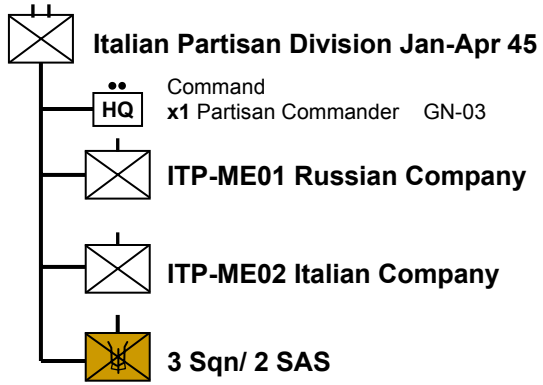 Italian Partisan Division Jan-Apr 45
HQ
Command
x1 Partisan Commander GN-03
ITP-ME01 Russian Company
ITP-ME02 Italian Company
3 Sqn/ 2 SAS